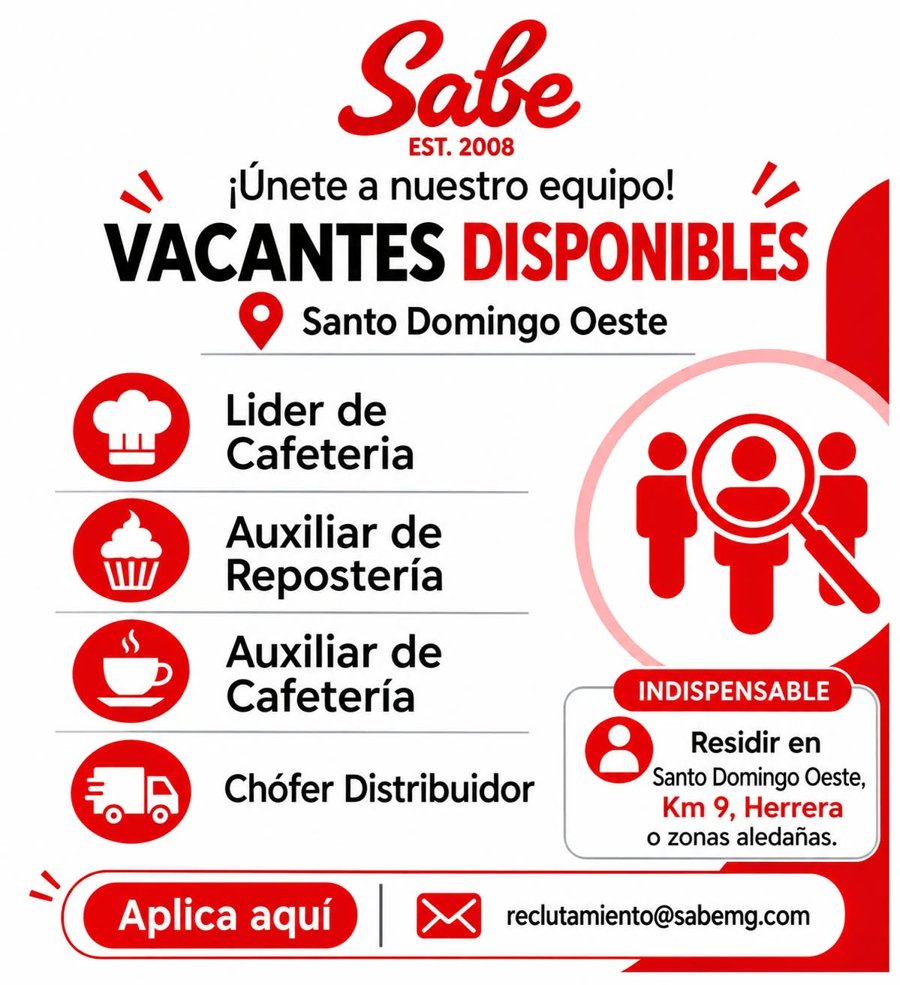 Sabe
EST. 2008
¡Únete a nuestro equipo!
VACANTES DISPONIBLES
Santo Domingo Oeste
Lider de
Cafeteria
Auxiliar de
Repostería
Auxiliar de
Cafetería
Chófer Distribuidor
INDISPENSABLE
Residir en
Santo Domingo Oeste,
Km 9, Herrera
o zonas aledañas.
Aplica aquí
reclutamiento@sabemg.com